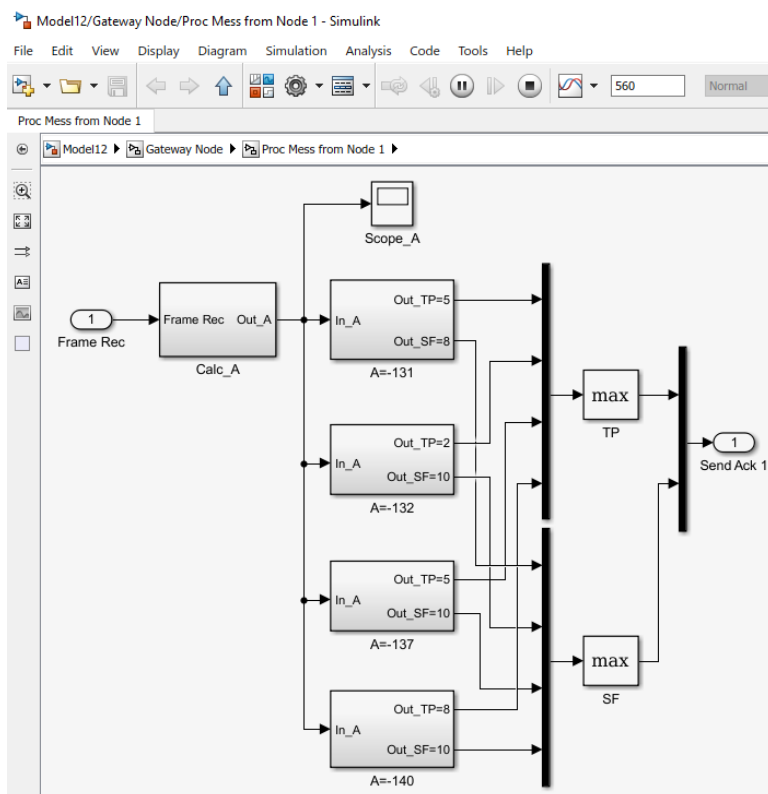 Model12/Gateway Node/Proc Mess from Node 1 - Simulink
File Edit View Display Diagram Simulation Analysis Code Tools Help
560 Normal
Proc Mess from Node 1
Model12 Gateway Node Proc Mess from Node 1
Scope_A
1
Frame Rec
Frame Rec Out_A
Calc_A
In_A
Out_TP=5
Out_SF=8
A=-131
In_A
Out_TP=2
Out_SF=10
A=-132
In_A
Out_TP=5
Out_SF=10
A=-137
In_A
Out_TP=8
Out_SF=10
A=-140
max
TP
max
SF
1
Send Ack 1